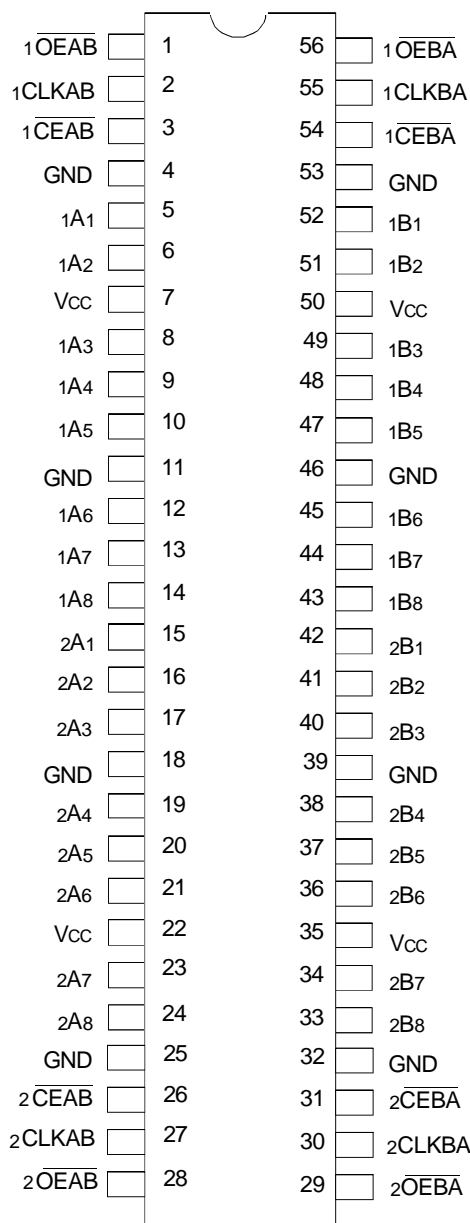 1OEAB 1 56 1OEBA
1CLKAB 2 55 1CLKBA
1CEAB 3 54 1CEBA
GND 4 53 GND
1A1 5 52 1B1
1A2 6 51 1B2
VCC 7 50 VCC
1A3 8 49 1B3
1A4 9 48 1B4
1A5 10 47 1B5
GND 11 46 GND
1A6 12 45 1B6
1A7 13 44 1B7
1A8 14 43 1B8
2A1 15 42 2B1
2A2 16 41 2B2
2A3 17 40 2B3
GND 18 39 GND
2A4 19 38 2B4
2A5 20 37 2B5
2A6 21 36 2B6
VCC 22 35 VCC
2A7 23 34 2B7
2A8 24 33 2B8
GND 25 32 GND
2CEAB 26 31 2CEBA
2CLKAB 27 30 2CLKBA
2OEAB 28 29 2OEBA